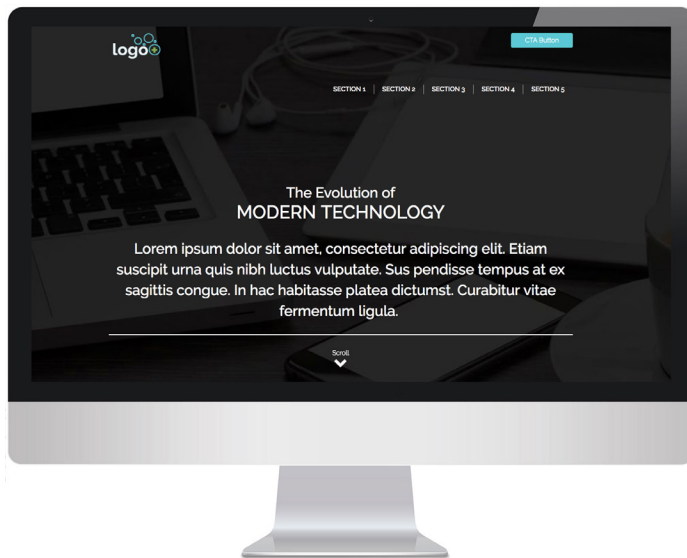 logo
CTA Button
SECTION 1 SECTION 2 SECTION 3 SECTION 4 SECTION 5
The Evolution of
MODERN TECHNOLOGY
Lorem ipsum dolor sit amet, consectetur adipiscing elit. Etiam
suscipit urna quis nibh luctus vulputate. Sus pendisse tempus at ex
sagittis congue. In hac habitasse platea dictumst. Curabitur vitae
fermentum ligula.
Scroll